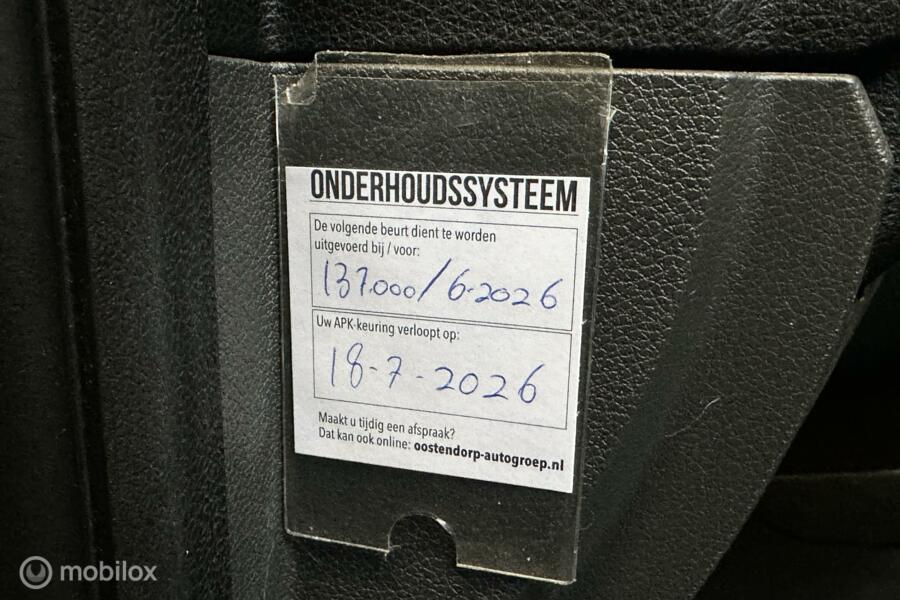 ONDERHOUDSSYSTEEM
De volgende beurt dient te worden
uitgevoerd bij / voor:
137.000/6-2026
Uw APK-keuring verloopt op:
18-7-2026
Maakt u tijdig een afspraak?
Dat kan ook online: oostendorp-autogroep.nl
mobilox